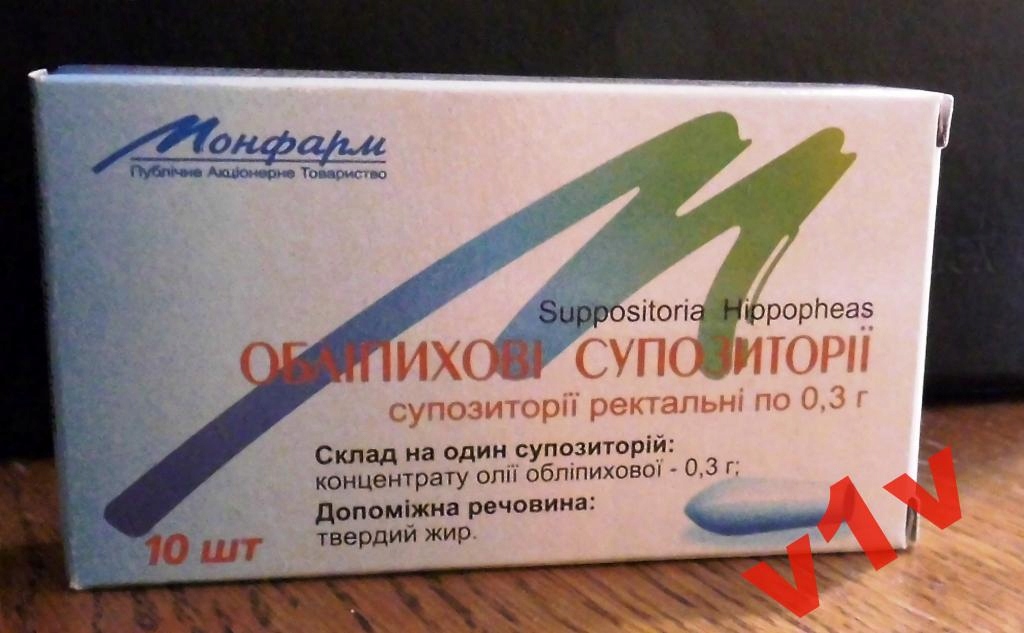 Монфарм
Публічне Акціонерне Товариство
Suppositoria Hippopheas
ОБЛІПИХОВІ СУПОЗИТОРІЇ
супозиторії ректальні по 0,3 г
Склад на один супозиторій:
концентрату олії обліпихової - 0,3 г;
Допоміжна речовина:
твердий жир.
10 шт
v1v